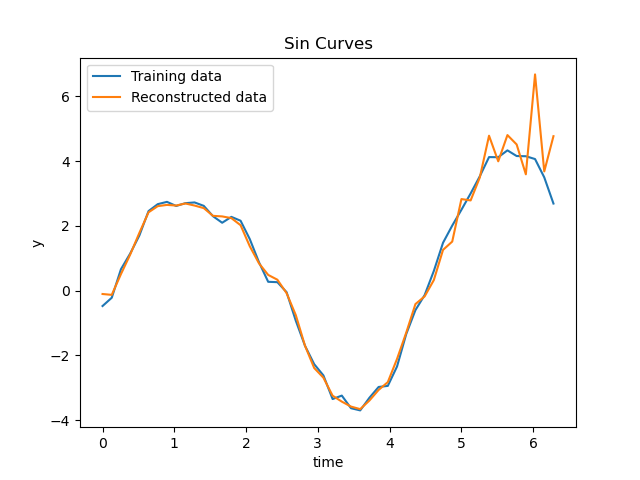 Sin Curves
Training data
Reconstructed data
6
4
2
0
−2
−4
y
0 1 2 3 4 5 6
time